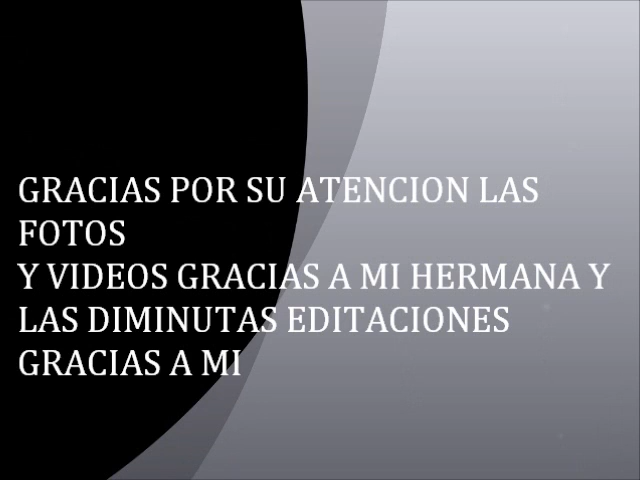 GRACIAS POR SU ATENCION LAS
FOTOS
Y VIDEOS GRACIAS A MI HERMANA Y
LAS DIMINUTAS EDITACIONES
GRACIAS A MI